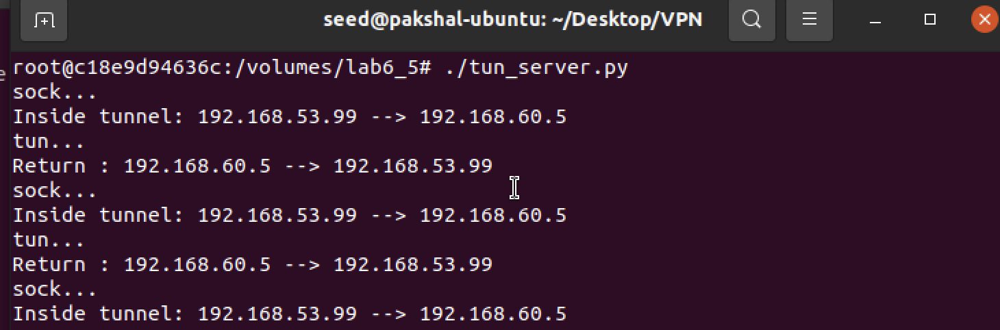 seed@pakshal-ubuntu: ~/Desktop/VPN
root@c18e9d94636c:/volumes/lab6_5# ./tun_server.py
sock...
Inside tunnel: 192.168.53.99 --> 192.168.60.5
tun...
Return : 192.168.60.5 --> 192.168.53.99
sock...
Inside tunnel: 192.168.53.99 --> 192.168.60.5
tun...
Return : 192.168.60.5 --> 192.168.53.99
sock...
Inside tunnel: 192.168.53.99 --> 192.168.60.5